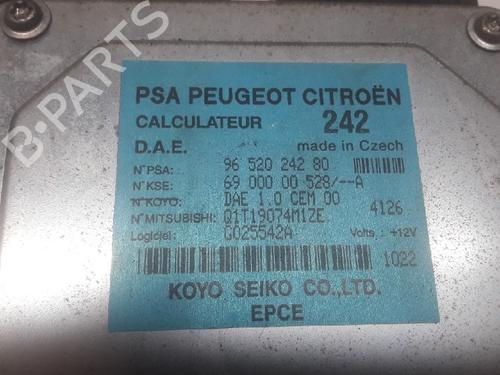 B-PARTS
PSA PEUGEOT CITROËN
CALCULATEUR 242
D.A.E. made in Czech
N°PSA: 96 520 242 80
N°KSE: 69 000 00 528/--A
N°KOYO: DAE 1.0 CEM 00
N°MITSUBISHI: Q1T19074M1ZE 4126
Logiciel: G025542A Volts.: +12V
1022
KOYO SEIKO CO.,LTD.
EPCE